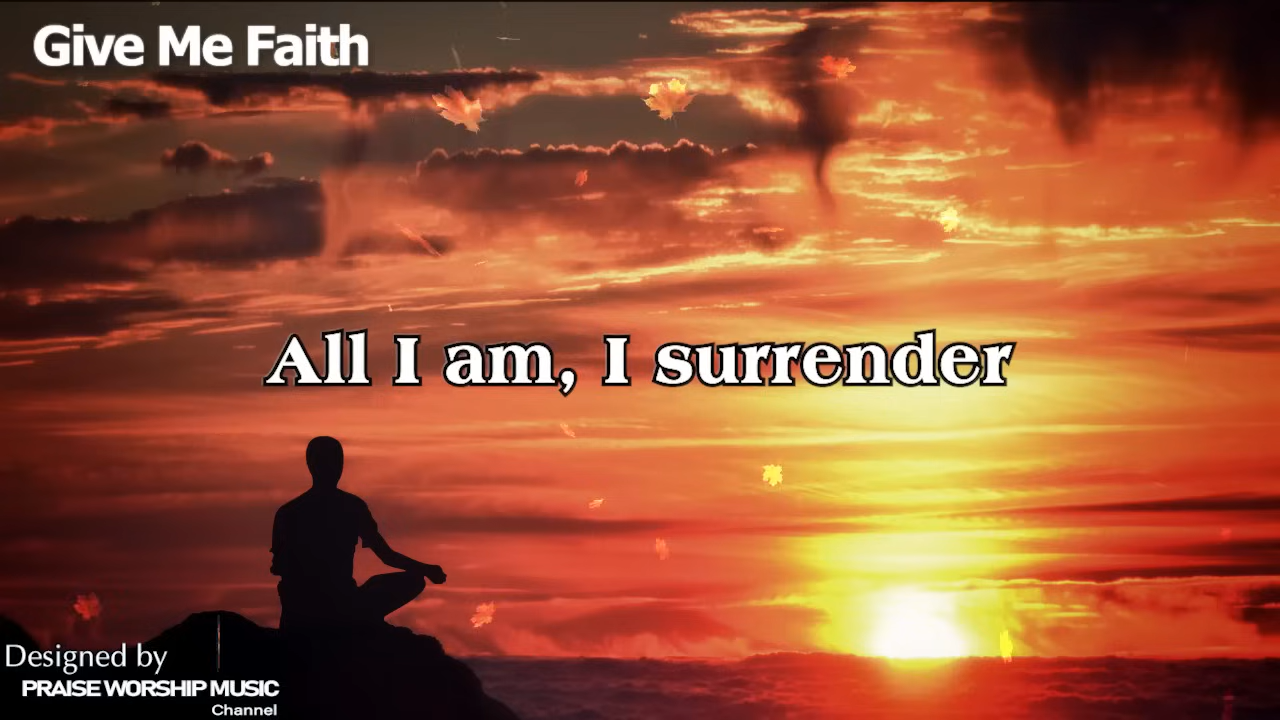 Give Me Faith
All I am, I surrender
Designed by
PRAISE WORSHIP MUSIC
Channel